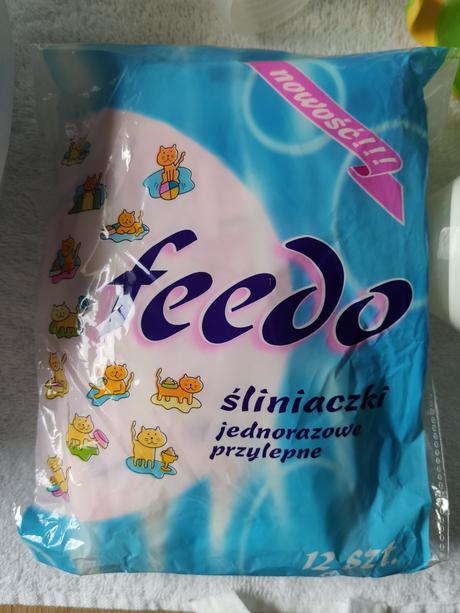 nowość!!!
feedo
śliniaczki
jednorazowe
przylepne
12 szt.